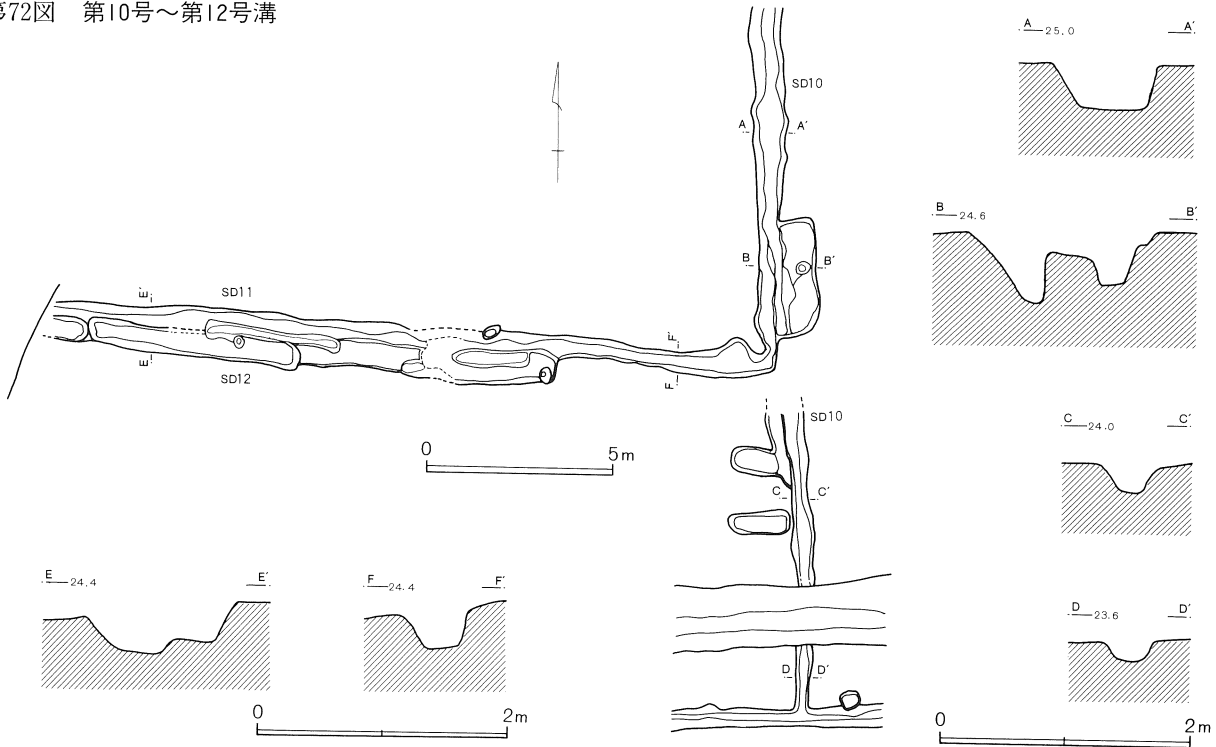 第72図　第10号～第12号溝
SD10
A
A′
B
B′
SD11
E
E′
SD12
F
F′
0 5m
SD10
C
C′
D
D′
A 25.0 A′
B 24.6 B′
C 24.0 C′
D 23.6 D′
E 24.4 E′
F 24.4 F′
0 2m
0 2m